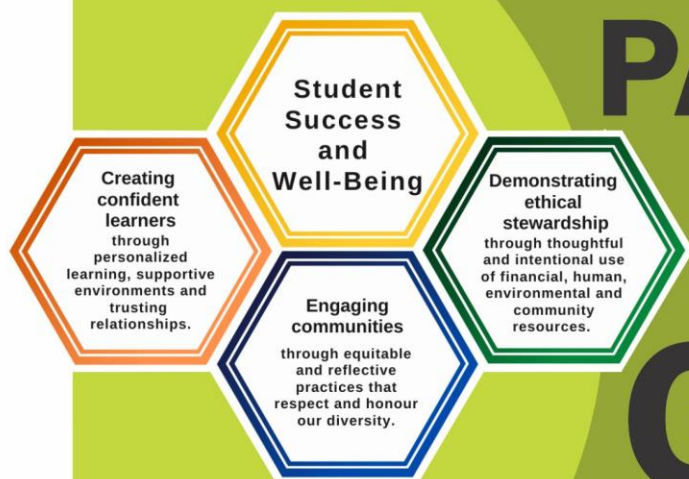 Student
Success
and
Well-Being
Creating
confident
learners
through
personalized
learning, supportive
environments and
trusting
relationships.
Engaging
communities
through equitable
and reflective
practices that
respect and honour
our diversity.
Demonstrating
ethical
stewardship
through thoughtful
and intentional use
of financial, human,
environmental and
community
resources.